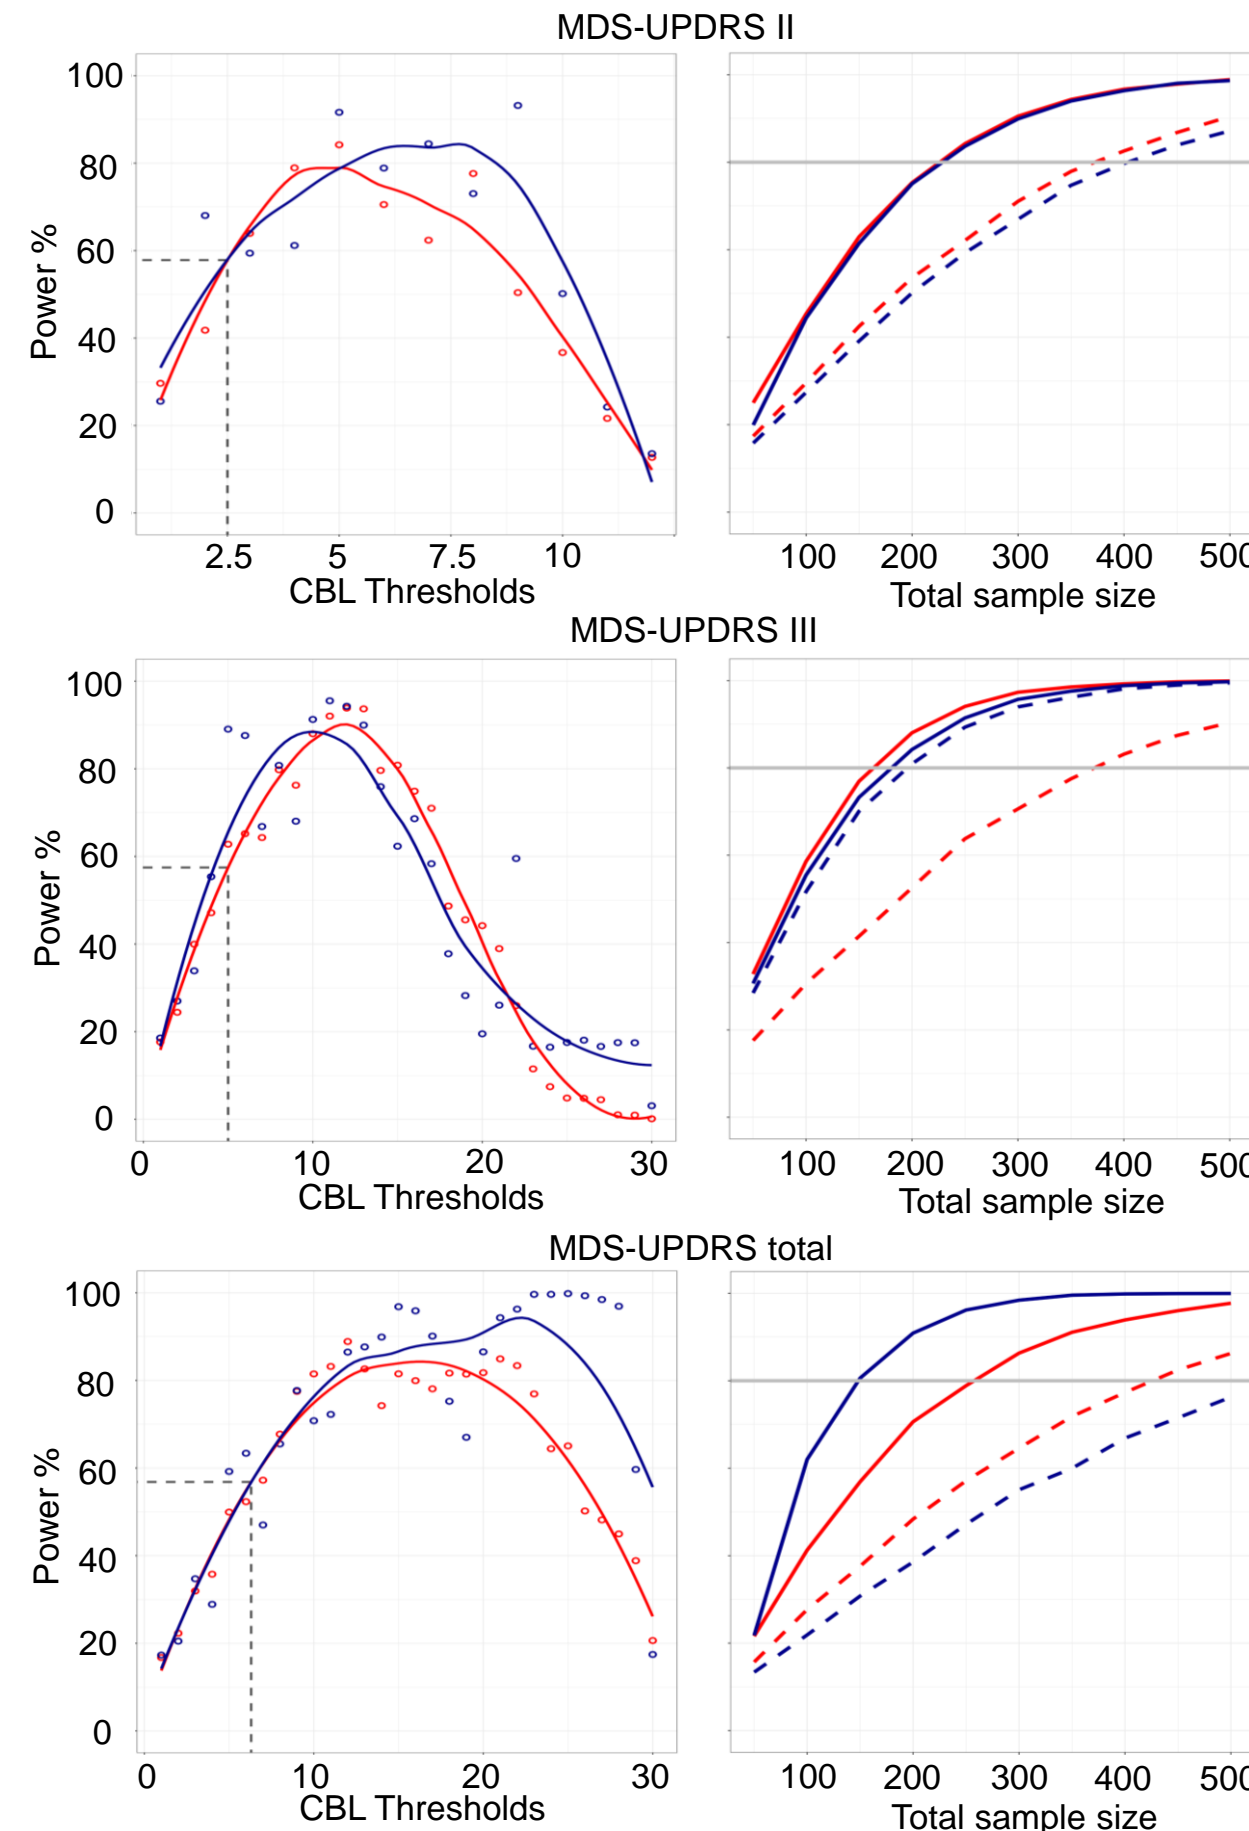 MDS-UPDRS II
100
80
60
40
20
0
Power %
2.5 5 7.5 10
CBL Thresholds
100 200 300 400 500
Total sample size
MDS-UPDRS III
100
80
60
40
20
0
Power %
0 10 20 30
CBL Thresholds
100 200 300 400 500
Total sample size
MDS-UPDRS total
100
80
60
40
20
0
Power %
0 10 20 30
CBL Thresholds
100 200 300 400 500
Total sample size